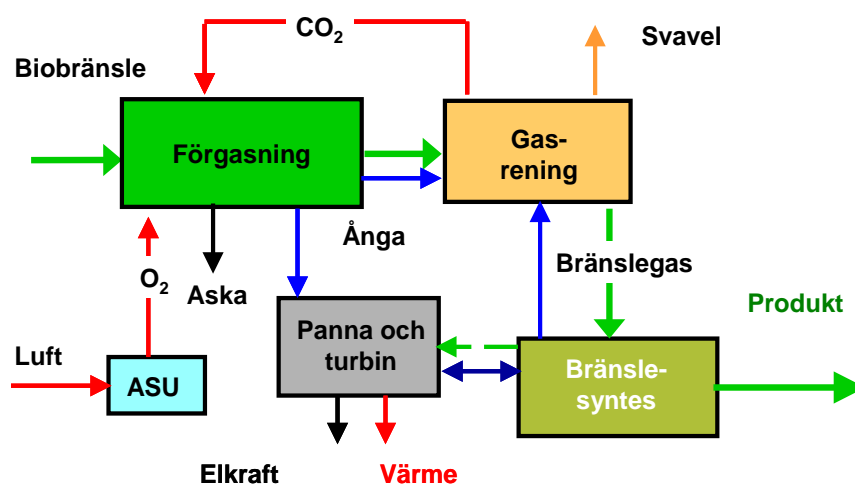 CO₂
Svavel
Biobränsle
Förgasning
Gas-
rening
Ånga
O₂
Aska
Bränslegas
Produkt
Luft
ASU
Panna och
turbin
Bränsle-
syntes
Elkraft
Värme